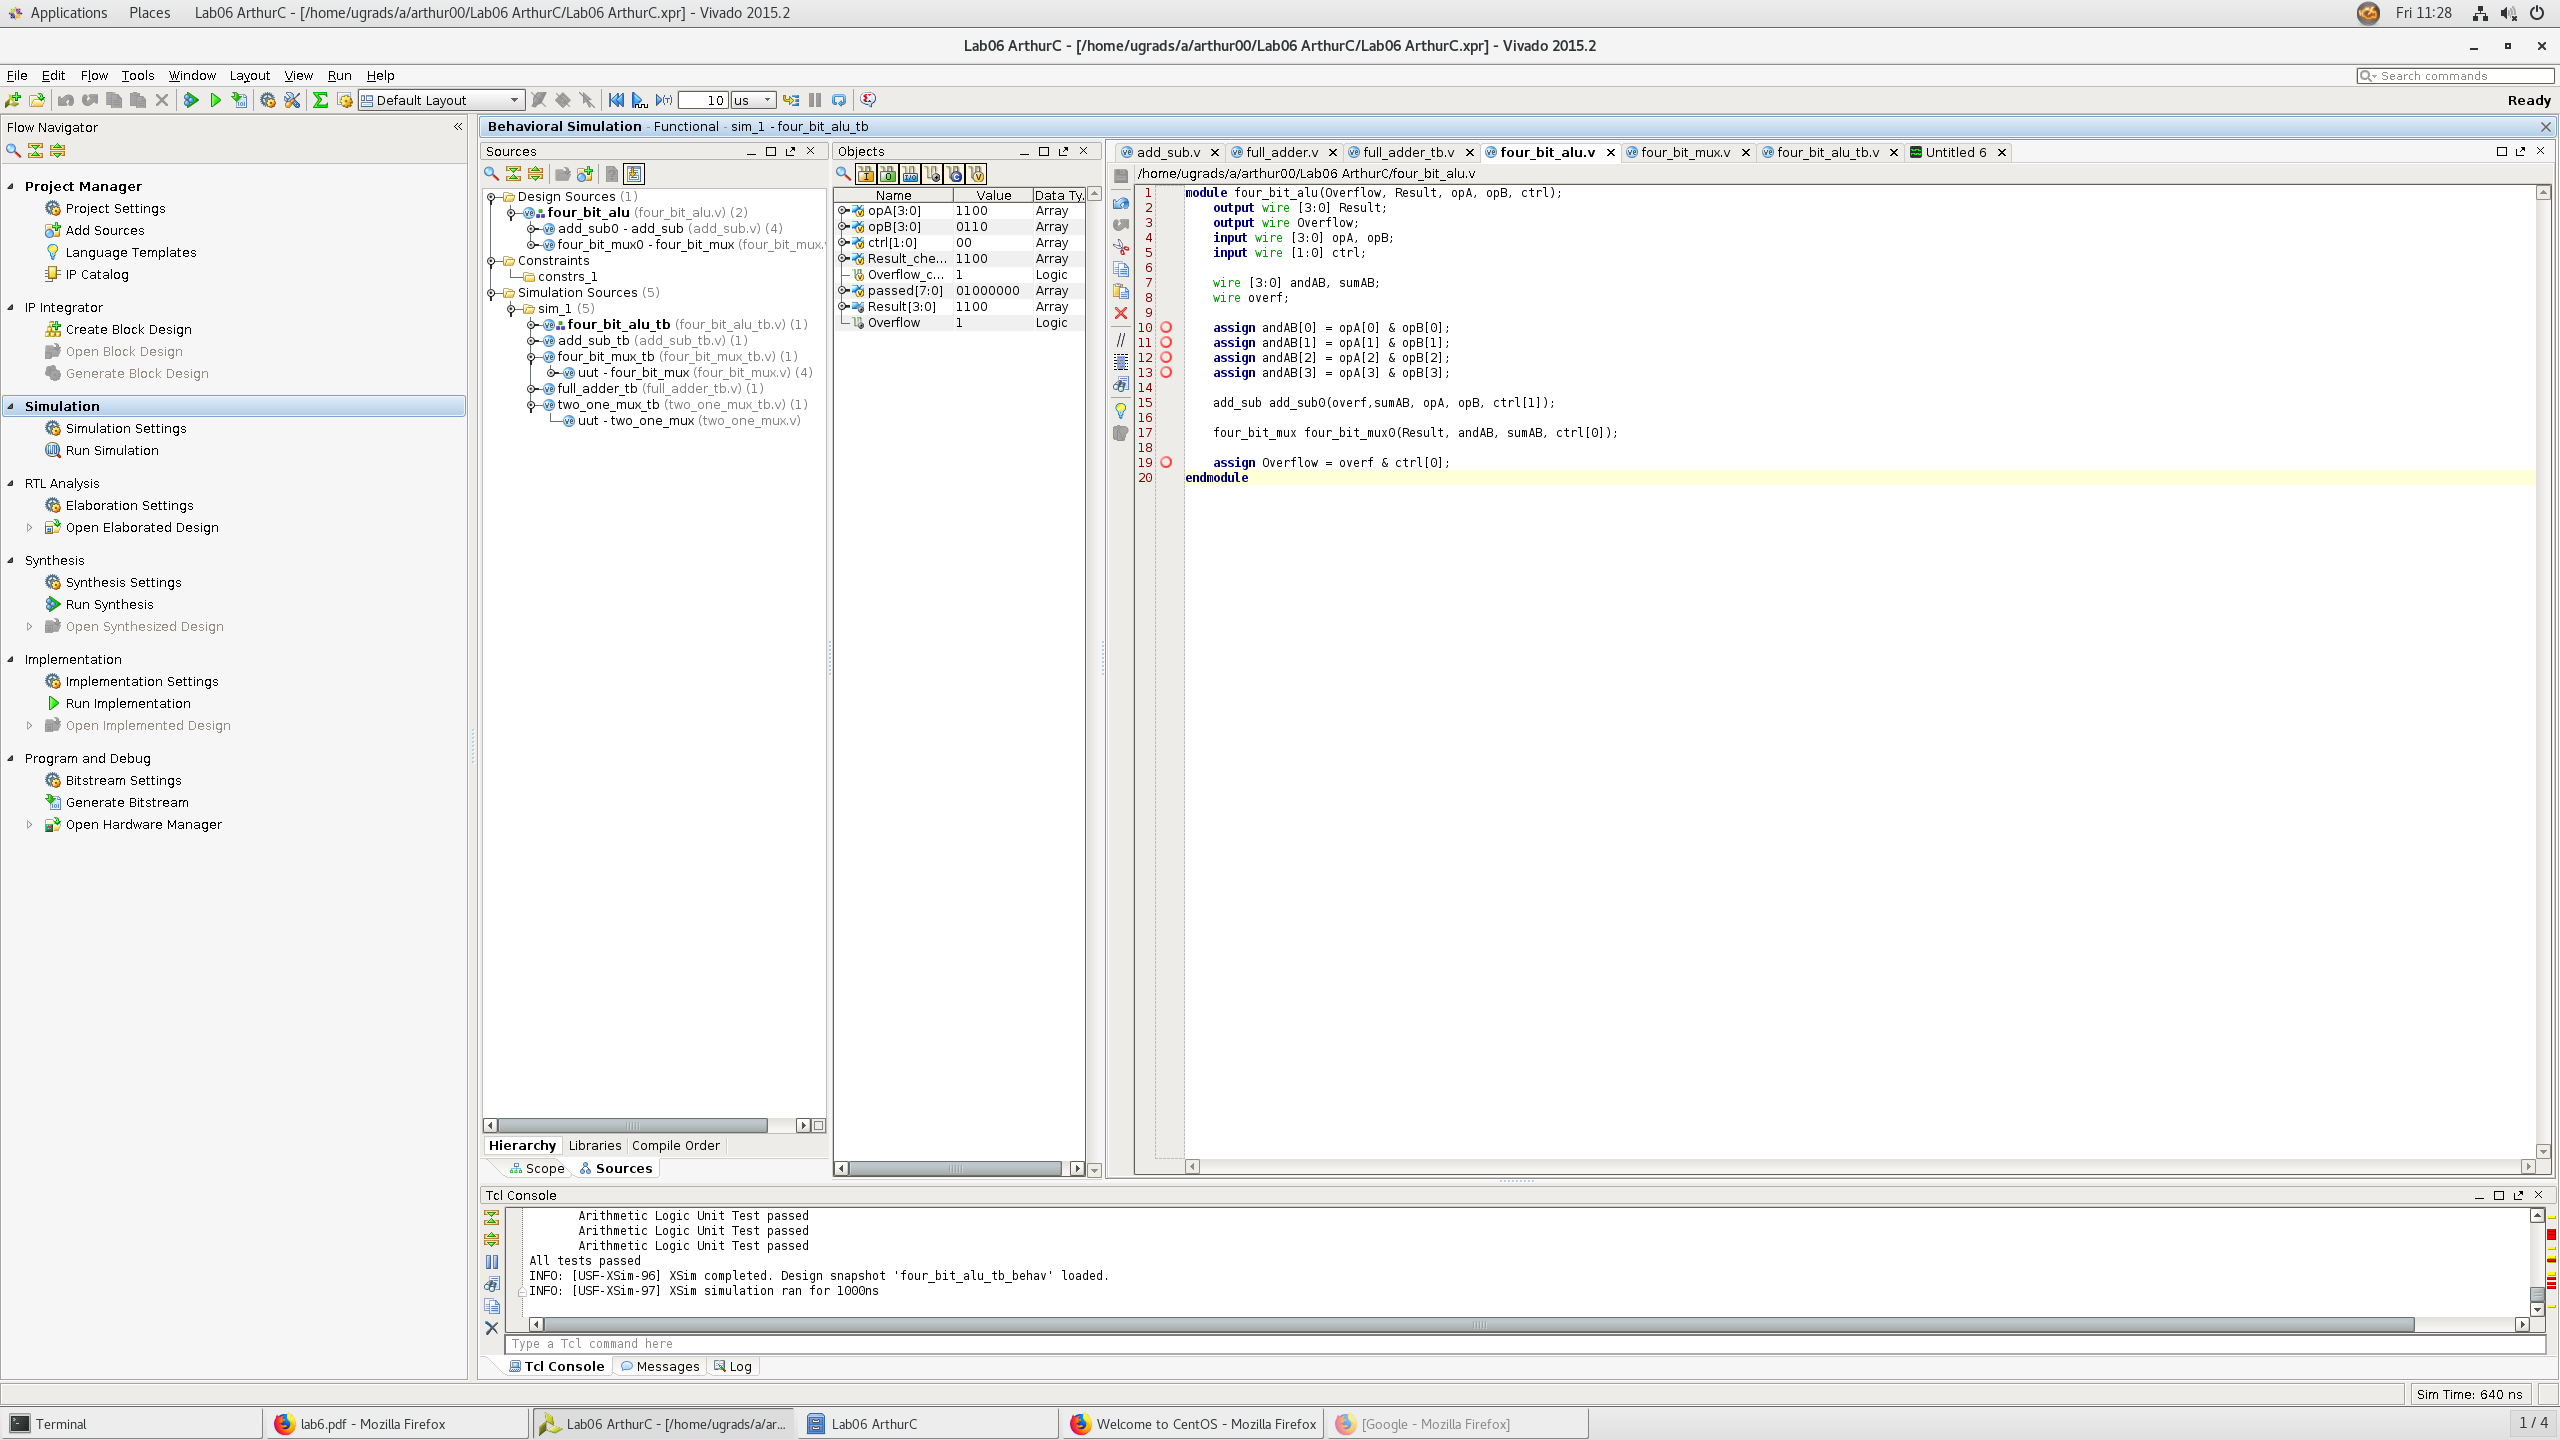 Applications Places Lab06 ArthurC - [/home/ugrads/a/arthur00/Lab06 ArthurC/Lab06 ArthurC.xpr] - Vivado 2015.2 Fri 11:28
Lab06 ArthurC - [/home/ugrads/a/arthur00/Lab06 ArthurC/Lab06 ArthurC.xpr] - Vivado 2015.2
File Edit Flow Tools Window Layout View Run Help Search commands
Default Layout 10 us Ready
Flow Navigator
Project Manager
Project Settings
Add Sources
Language Templates
IP Catalog
IP Integrator
Create Block Design
Open Block Design
Generate Block Design
Simulation
Simulation Settings
Run Simulation
RTL Analysis
Elaboration Settings
Open Elaborated Design
Synthesis
Synthesis Settings
Run Synthesis
Open Synthesized Design
Implementation
Implementation Settings
Run Implementation
Open Implemented Design
Program and Debug
Bitstream Settings
Generate Bitstream
Open Hardware Manager
Behavioral Simulation - Functional - sim_1 - four_bit_alu_tb
Sources
Design Sources (1)
four_bit_alu (four_bit_alu.v) (2)
add_sub0 - add_sub (add_sub.v) (4)
four_bit_mux0 - four_bit_mux (four_bit_mux.
Constraints
constrs_1
Simulation Sources (5)
sim_1 (5)
four_bit_alu_tb (four_bit_alu_tb.v) (1)
add_sub_tb (add_sub_tb.v) (1)
four_bit_mux_tb (four_bit_mux_tb.v) (1)
uut - four_bit_mux (four_bit_mux.v) (4)
full_adder_tb (full_adder_tb.v) (1)
two_one_mux_tb (two_one_mux_tb.v) (1)
uut - two_one_mux (two_one_mux.v)
Hierarchy Libraries Compile Order
Scope Sources
Objects
Name Value Data Ty.
opA[3:0] 1100 Array
opB[3:0] 0110 Array
ctrl[1:0] 00 Array
Result_che... 1100 Array
Overflow_c... 1 Logic
passed[7:0] 01000000 Array
Result[3:0] 1100 Array
Overflow 1 Logic
add_sub.v full_adder.v full_adder_tb.v four_bit_alu.v four_bit_mux.v four_bit_alu_tb.v Untitled 6
/home/ugrads/a/arthur00/Lab06 ArthurC/four_bit_alu.v
1 module four_bit_alu(Overflow, Result, opA, opB, ctrl);
2 output wire [3:0] Result;
3 output wire Overflow;
4 input wire [3:0] opA, opB;
5 input wire [1:0] ctrl;
6
7 wire [3:0] andAB, sumAB;
8 wire overf;
9
10 assign andAB[0] = opA[0] & opB[0];
11 assign andAB[1] = opA[1] & opB[1];
12 assign andAB[2] = opA[2] & opB[2];
13 assign andAB[3] = opA[3] & opB[3];
14
15 add_sub add_sub0(overf,sumAB, opA, opB, ctrl[1]);
16
17 four_bit_mux four_bit_mux0(Result, andAB, sumAB, ctrl[0]);
18
19 assign Overflow = overf & ctrl[0];
20 endmodule
Tcl Console
Arithmetic Logic Unit Test passed
Arithmetic Logic Unit Test passed
Arithmetic Logic Unit Test passed
All tests passed
INFO: [USF-XSim-96] XSim completed. Design snapshot 'four_bit_alu_tb_behav' loaded.
INFO: [USF-XSim-97] XSim simulation ran for 1000ns
Type a Tcl command here
Tcl Console Messages Log
Sim Time: 640 ns
Terminal lab6.pdf - Mozilla Firefox Lab06 ArthurC - [/home/ugrads/a/ar... Lab06 ArthurC Welcome to CentOS - Mozilla Firefox [Google - Mozilla Firefox] 1 / 4